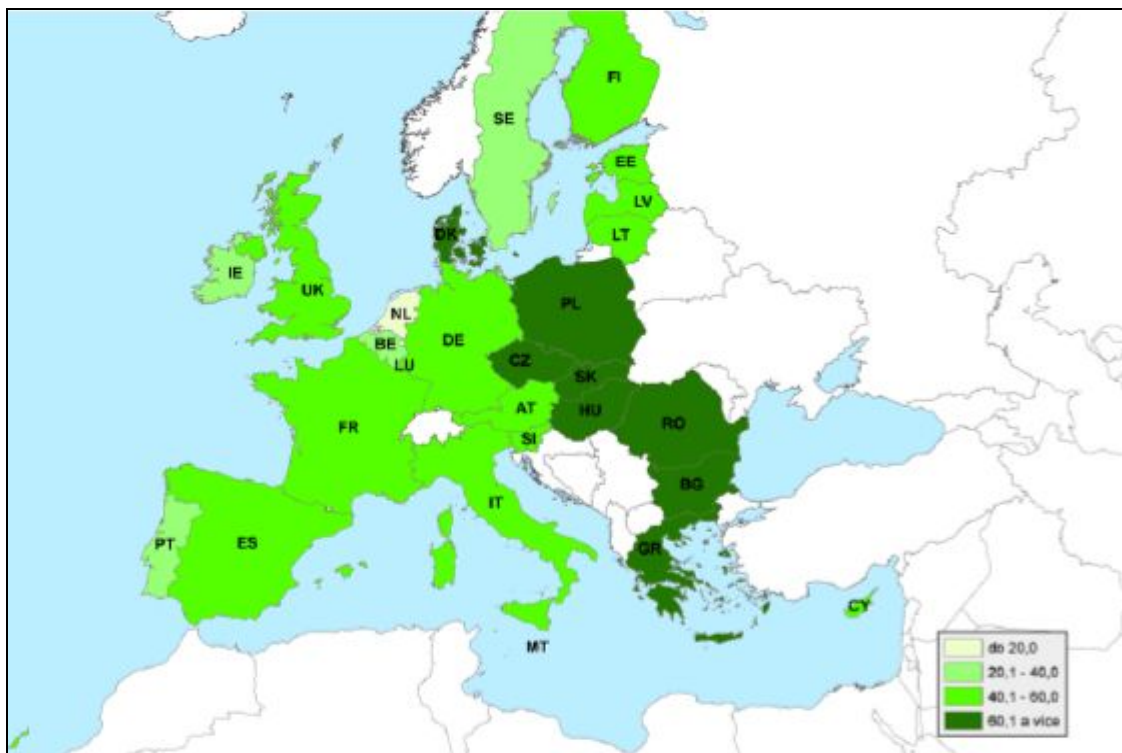 FI
SE
EE
LV
DK
LT
IE
UK
NL
PL
BE
DE
LU
CZ
SK
AT
HU
FR
SI
RO
IT
BG
PT
ES
GR
CY
MT
do 20,0
20,1 - 40,0
40,1 - 60,0
60,1 a více